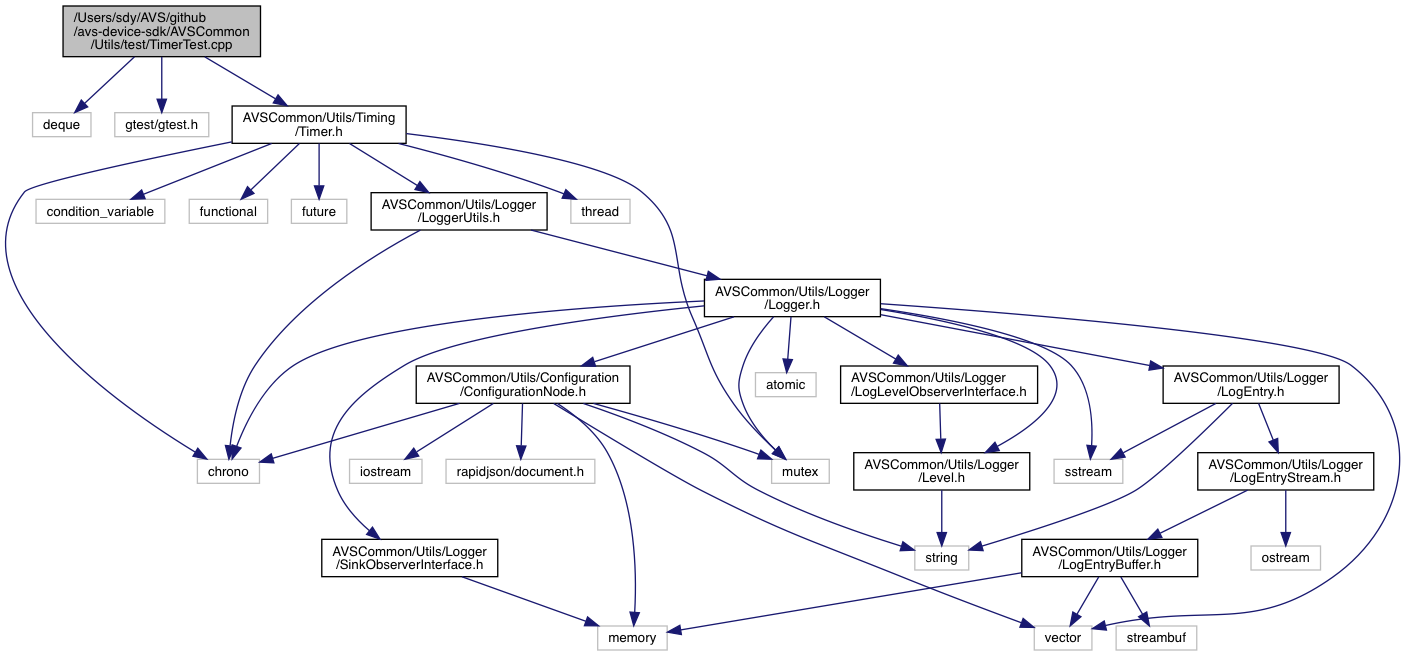 /Users/sdy/AVS/github
/avs-device-sdk/AVSCommon
/Utils/test/TimerTest.cpp
deque
gtest/gtest.h
AVSCommon/Utils/Timing
/Timer.h
condition_variable
functional
future
AVSCommon/Utils/Logger
/LoggerUtils.h
thread
AVSCommon/Utils/Logger
/Logger.h
AVSCommon/Utils/Configuration
/ConfigurationNode.h
atomic
AVSCommon/Utils/Logger
/LogLevelObserverInterface.h
AVSCommon/Utils/Logger
/LogEntry.h
chrono
iostream
rapidjson/document.h
mutex
AVSCommon/Utils/Logger
/Level.h
sstream
AVSCommon/Utils/Logger
/LogEntryStream.h
AVSCommon/Utils/Logger
/SinkObserverInterface.h
string
AVSCommon/Utils/Logger
/LogEntryBuffer.h
ostream
memory
vector
streambuf